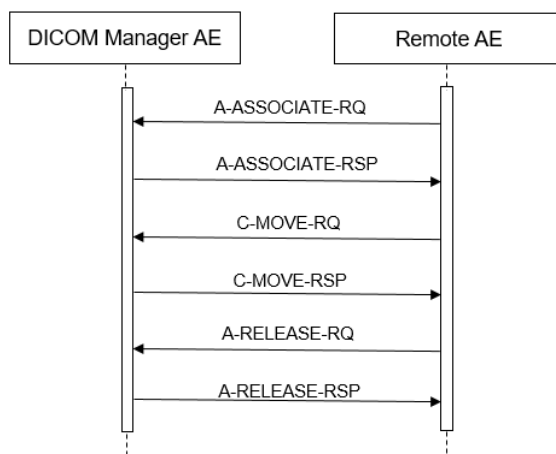 DICOM Manager AE
Remote AE
A-ASSOCIATE-RQ
A-ASSOCIATE-RSP
C-MOVE-RQ
C-MOVE-RSP
A-RELEASE-RQ
A-RELEASE-RSP